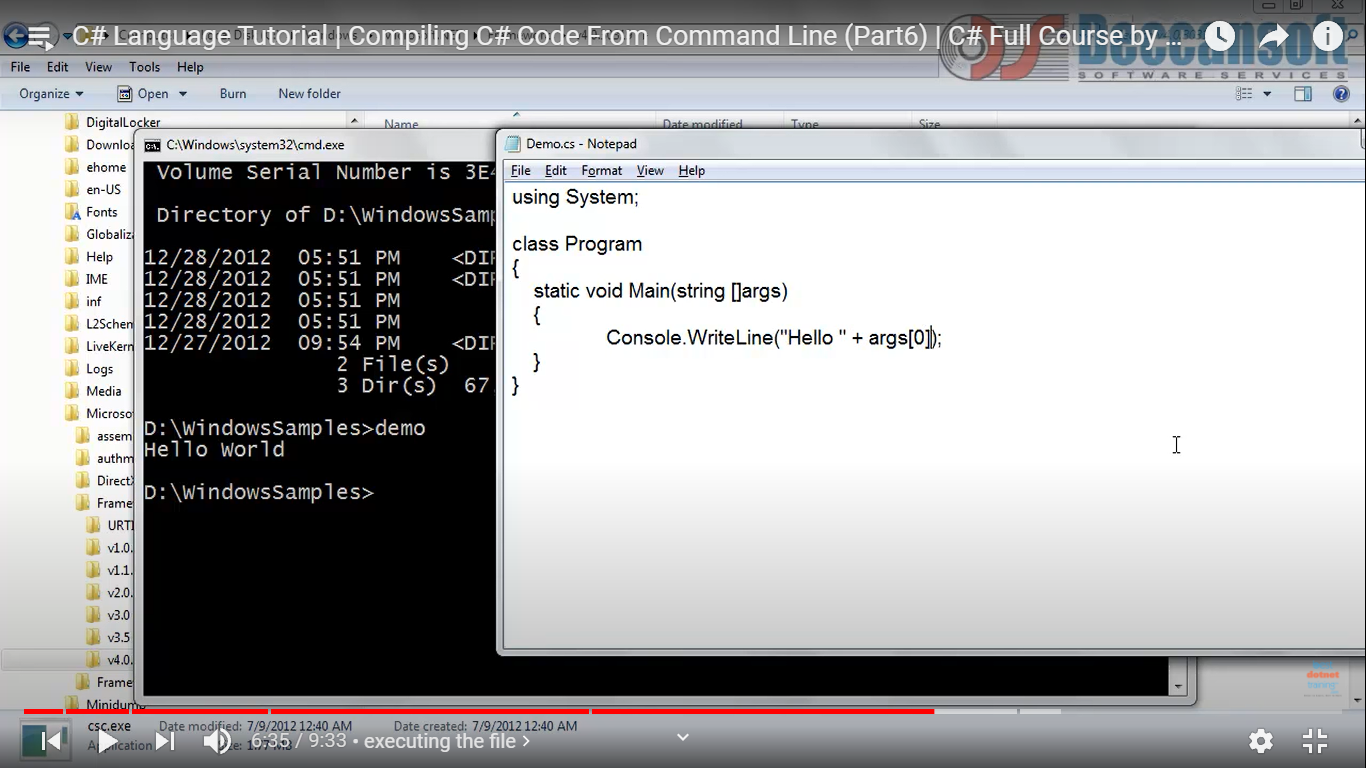 C# Language Tutorial | Compiling C# Code From Command Line (Part6) | C# Full Course by ...
Deccansoft
SOFTWARE SERVICES
File Edit View Tools Help
Organize Open Burn New folder
Name Date modified Type Size
DigitalLocker
Downloa
ehome
en-US
Fonts
Globaliza
Help
IME
inf
L2Schem
LiveKern
Logs
Media
Microso
assem
authm
DirectX
Frame
URTI
v1.0.
v1.1.
v2.0.
v3.0
v3.5
v4.0.
Frame
Minidump
C:\Windows\system32\cmd.exe
Volume Serial Number is 3E4
Directory of D:\WindowsSamp
12/28/2012 05:51 PM <DIR
12/28/2012 05:51 PM <DIR
12/28/2012 05:51 PM
12/28/2012 05:51 PM
12/27/2012 09:54 PM <DIR
2 File(s)
3 Dir(s) 67,
D:\WindowsSamples>demo
Hello World
D:\WindowsSamples>
Demo.cs - Notepad
File Edit Format View Help
using System;
class Program
{
static void Main(string []args)
{
Console.WriteLine("Hello " + args[0]);
}
}
dotnet
csc.exe Date modified: 7/9/2012 12:40 AM Date created: 7/9/2012 12:40 AM
Application Size: 1.77 MB
6:35 / 9:33 • executing the file >